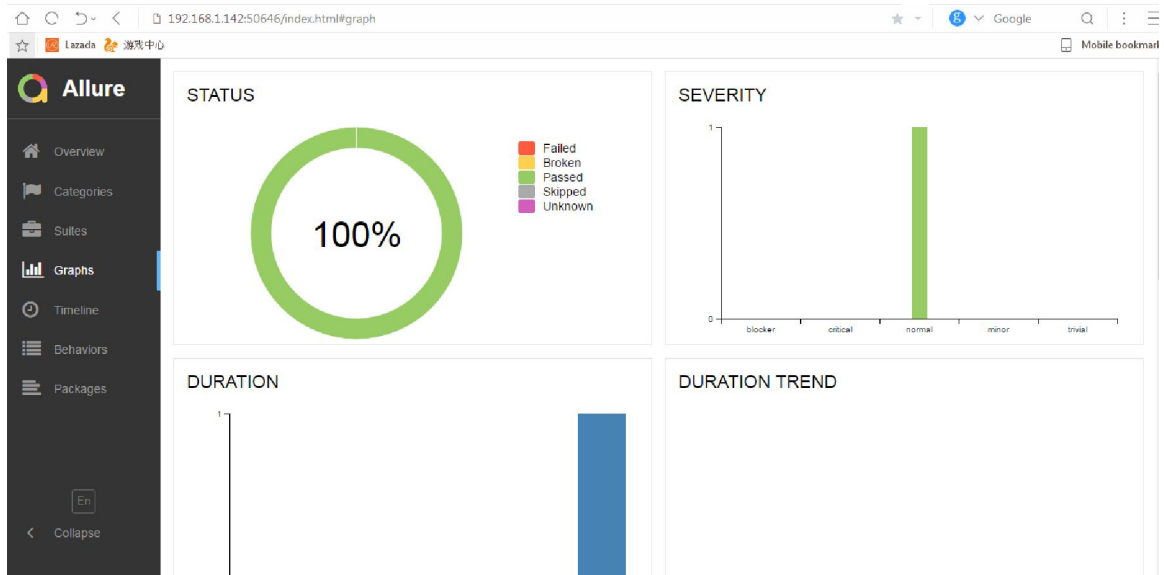 192.168.1.142:50646/index.html#graph
Google
Lazada 游戏中心
Mobile bookmark
Allure
Overview
Categories
Suites
Graphs
Timeline
Behaviors
Packages
En
Collapse
STATUS
100%
Failed
Broken
Passed
Skipped
Unknown
SEVERITY
1
0
blocker critical normal minor trivial
DURATION
1
DURATION TREND